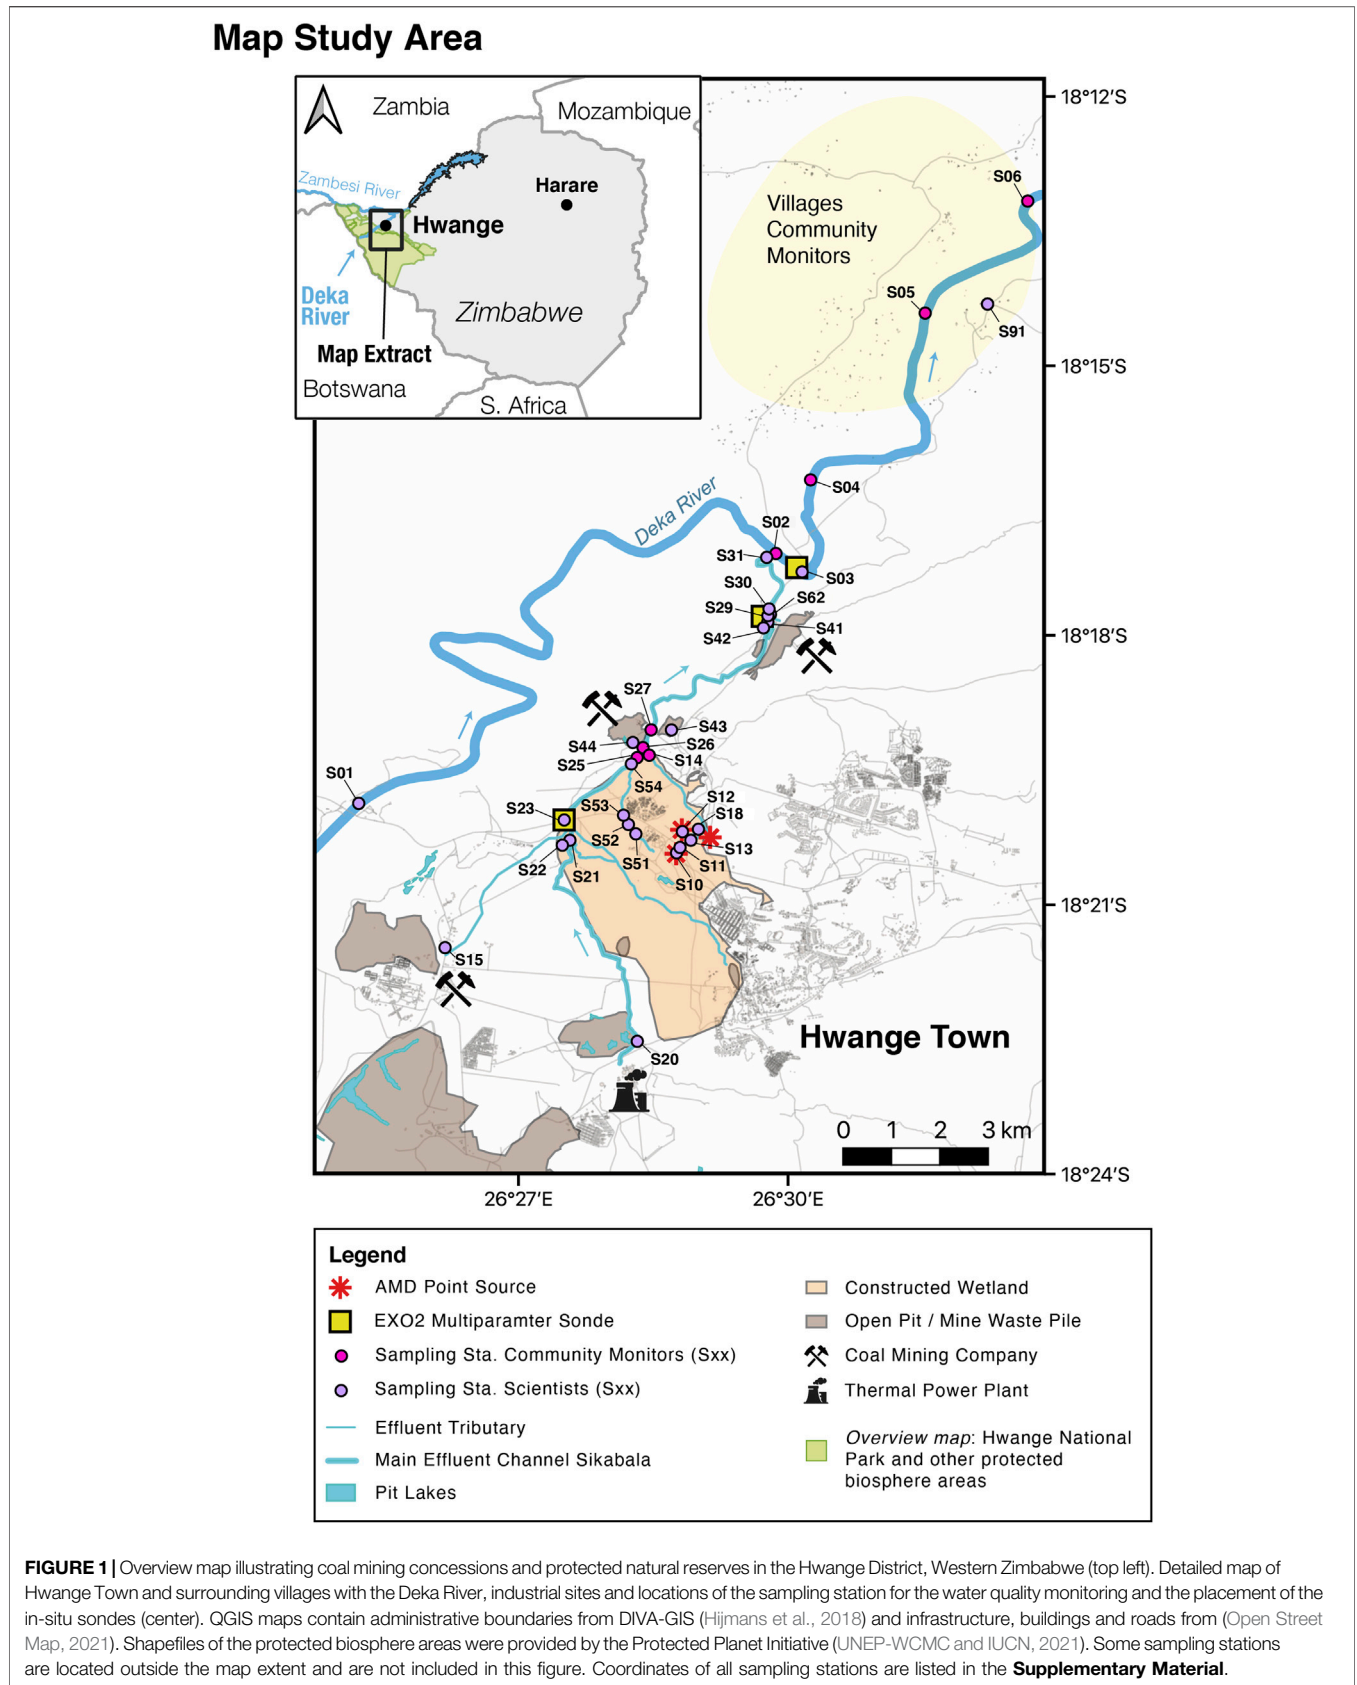 Map Study Area
Zambia
Mozambique
Zambesi River
Harare
Hwange
Deka
River
Zimbabwe
Map Extract
Botswana
S. Africa
18°12'S
S06
Villages
Community
Monitors
S05
S91
18°15'S
S04
Deka River
S02
S31
S03
S30
S62
S29
S41
S42
18°18'S
S27
S43
S44
S26
S25
S14
S54
S01
S12
S23
S53
S18
S52
S13
S51
S11
S22
S21
S10
18°21'S
S15
Hwange Town
S20
0 1 2 3 km
18°24'S
26°27'E
26°30'E
Legend
AMD Point Source
EXO2 Multiparamter Sonde
Sampling Sta. Community Monitors (Sxx)
Sampling Sta. Scientists (Sxx)
Effluent Tributary
Main Effluent Channel Sikabala
Pit Lakes
Constructed Wetland
Open Pit / Mine Waste Pile
Coal Mining Company
Thermal Power Plant
Overview map: Hwange National
Park and other protected
biosphere areas
FIGURE 1 | Overview map illustrating coal mining concessions and protected natural reserves in the Hwange District, Western Zimbabwe (top left). Detailed map of
Hwange Town and surrounding villages with the Deka River, industrial sites and locations of the sampling station for the water quality monitoring and the placement of the
in-situ sondes (center). QGIS maps contain administrative boundaries from DIVA-GIS (Hijmans et al., 2018) and infrastructure, buildings and roads from (Open Street
Map, 2021). Shapefiles of the protected biosphere areas were provided by the Protected Planet Initiative (UNEP-WCMC and IUCN, 2021). Some sampling stations
are located outside the map extent and are not included in this figure. Coordinates of all sampling stations are listed in the Supplementary Material.